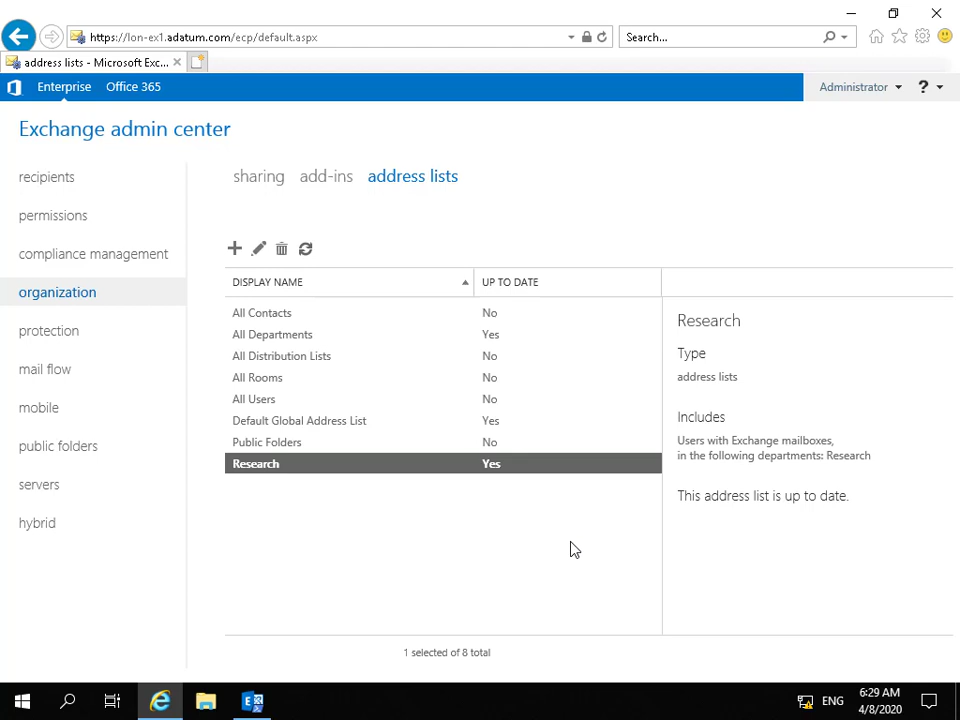 https://lon-ex1.adatum.com/ecp/default.aspx
Search...
address lists - Microsoft Exc...
Enterprise Office 365
Administrator ?
Exchange admin center
recipients
permissions
compliance management
organization
protection
mail flow
mobile
public folders
servers
hybrid
sharing add-ins address lists
DISPLAY NAME UP TO DATE
All Contacts No
All Departments Yes
All Distribution Lists No
All Rooms No
All Users No
Default Global Address List Yes
Public Folders No
Research Yes
Research
Type
address lists
Includes
Users with Exchange mailboxes,
in the following departments: Research
This address list is up to date.
1 selected of 8 total
ENG
6:29 AM
4/8/2020